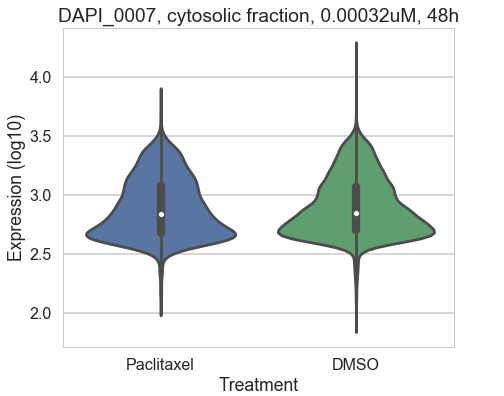 DAPI_0007, cytosolic fraction, 0.00032uM, 48h
Expression (log10)
4.0
3.5
3.0
2.5
2.0
Paclitaxel
DMSO
Treatment